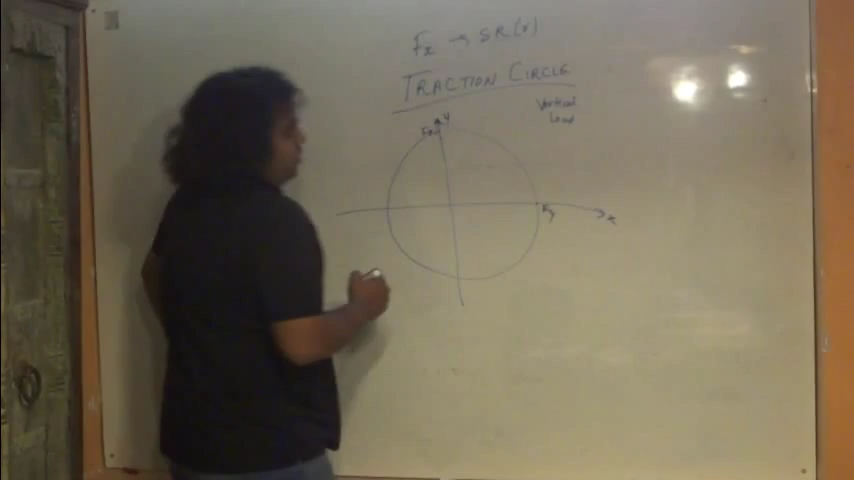 Fx → SR(r)
TRACTION CIRCLE
Vertical
Load
y
Fx
Fy
x